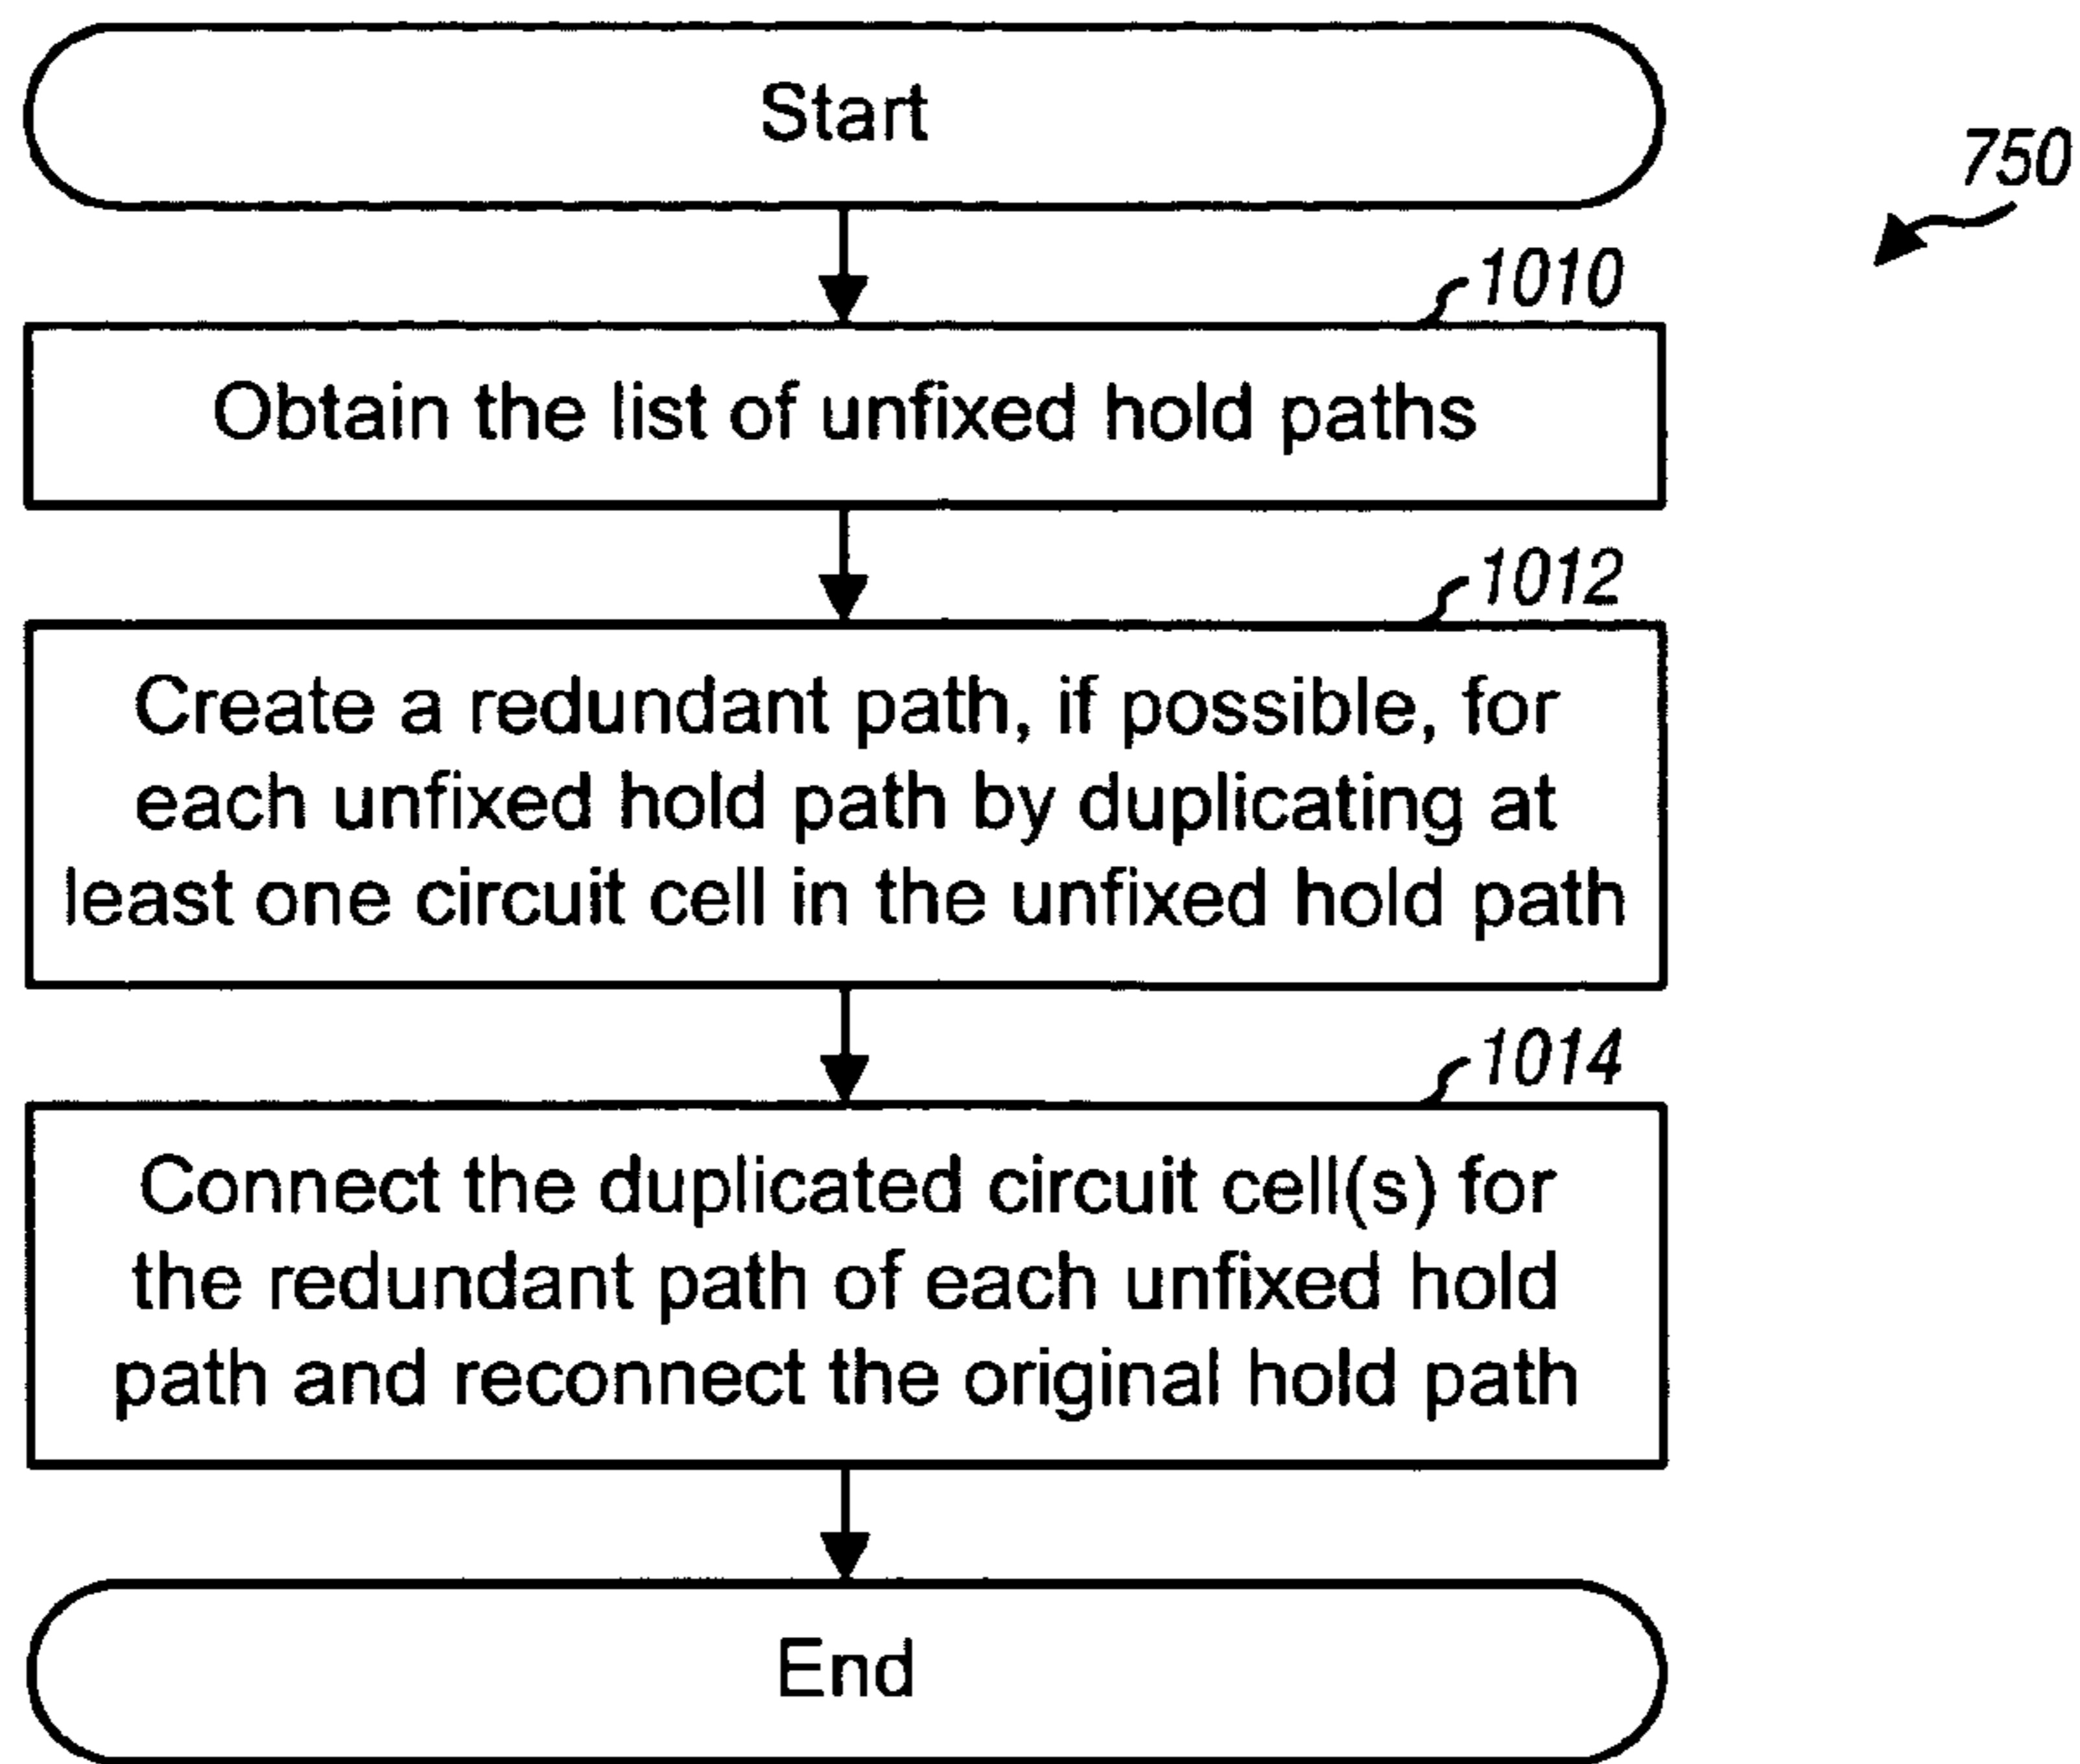 Start
750
1010
Obtain the list of unfixed hold paths
1012
Create a redundant path, if possible, for
each unfixed hold path by duplicating at
least one circuit cell in the unfixed hold path
1014
Connect the duplicated circuit cell(s) for
the redundant path of each unfixed hold
path and reconnect the original hold path
End